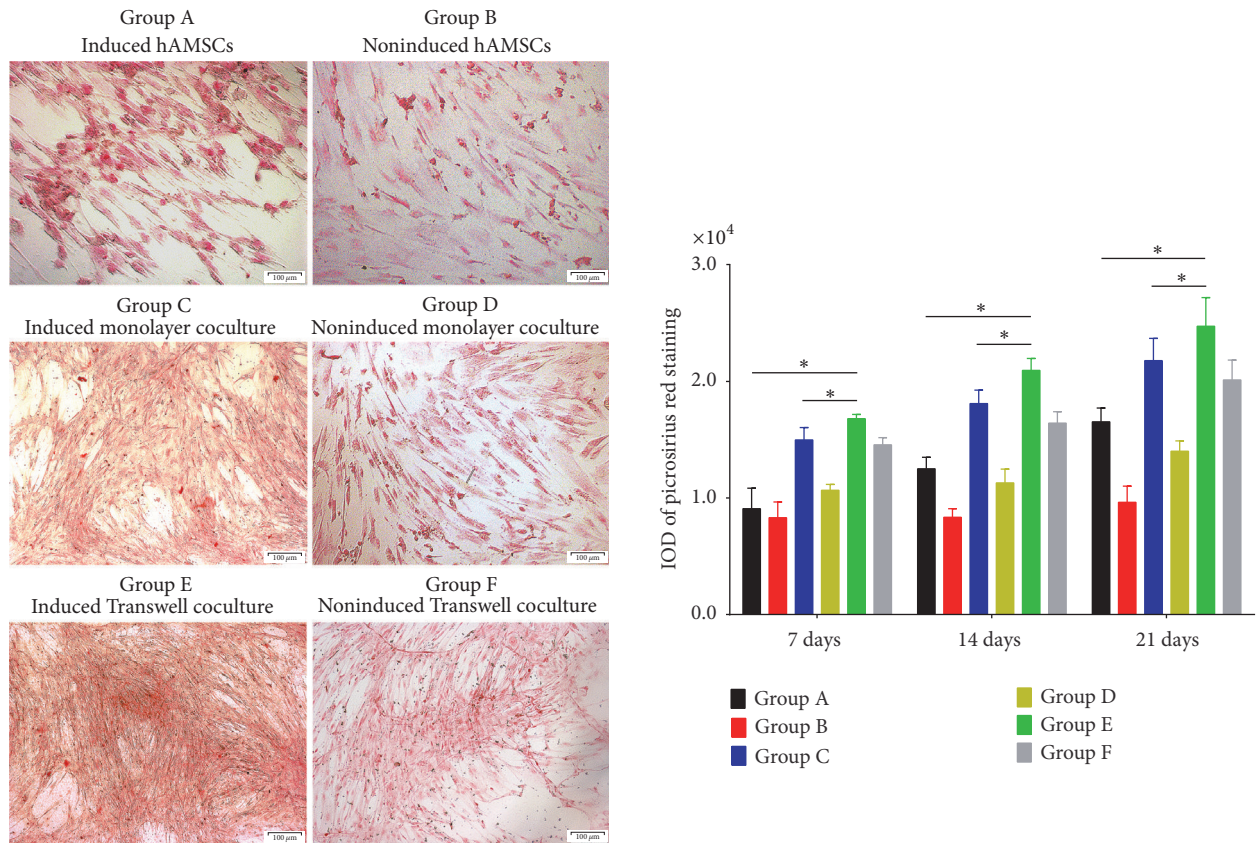 Group A
Induced hAMSCs
Group B
Noninduced hAMSCs
100 μm
100 μm
Group C
Induced monolayer coculture
Group D
Noninduced monolayer coculture
100 μm
100 μm
Group E
Induced Transwell coculture
Group F
Noninduced Transwell coculture
100 μm
100 μm
×10⁴
3.0
2.0
1.0
0.0
IOD of picrosirius red staining
*
*
*
*
*
*
7 days
14 days
21 days
Group A
Group B
Group C
Group D
Group E
Group F